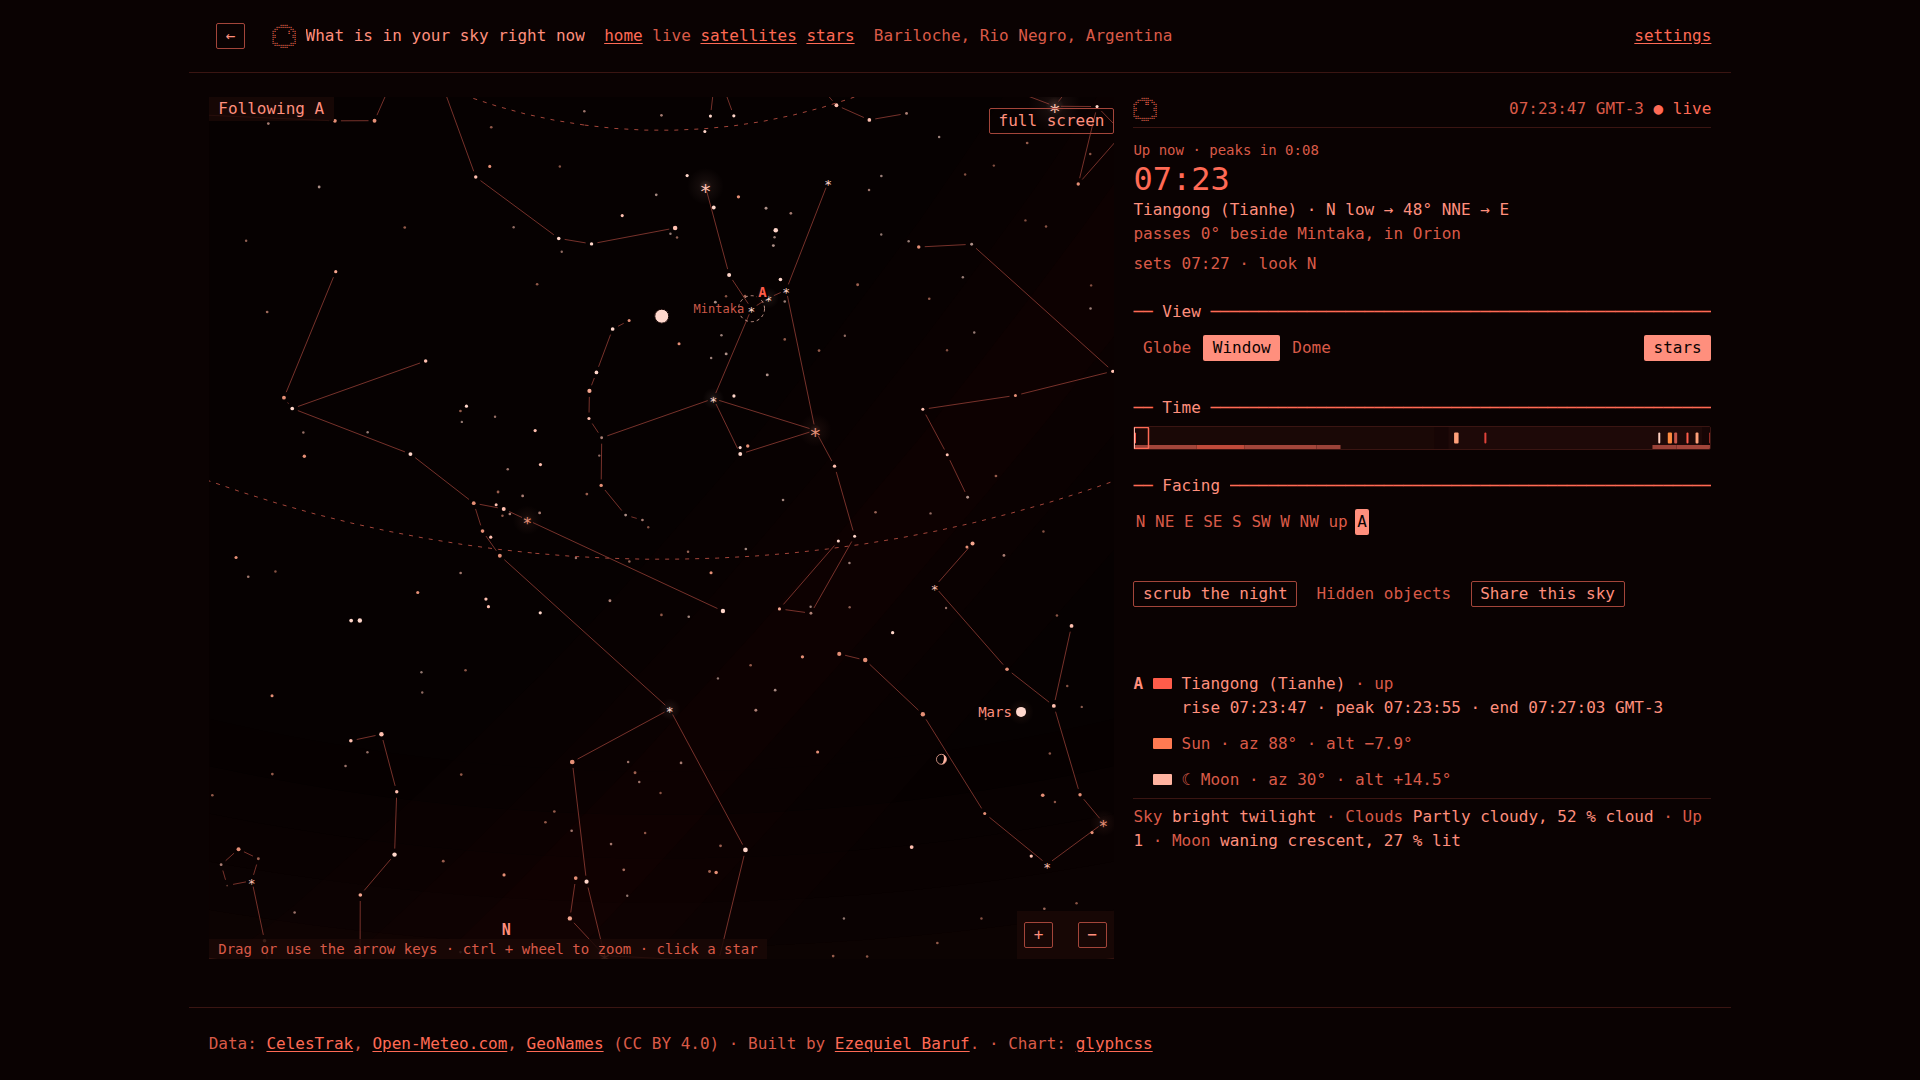 ← What is in your sky right now home live satellites stars Bariloche, Rio Negro, Argentina settings
Following A
full screen
Mintaka
A
Mars
N
Drag or use the arrow keys · ctrl + wheel to zoom · click a star
+ −
07:23:47 GMT-3 ● live
Up now · peaks in 0:08
07:23
Tiangong (Tianhe) · N low → 48° NNE → E
passes 0° beside Mintaka, in Orion
sets 07:27 · look N
View
Globe Window Dome stars
Time
Facing
N NE E SE S SW W NW up A
scrub the night Hidden objects Share this sky
A Tiangong (Tianhe) · up
rise 07:23:47 · peak 07:23:55 · end 07:27:03 GMT-3
Sun · az 88° · alt −7.9°
☾ Moon · az 30° · alt +14.5°
Sky bright twilight · Clouds Partly cloudy, 52 % cloud · Up
1 · Moon waning crescent, 27 % lit
Data: CelesTrak, Open-Meteo.com, GeoNames (CC BY 4.0) · Built by Ezequiel Baruf. · Chart: glyphcss